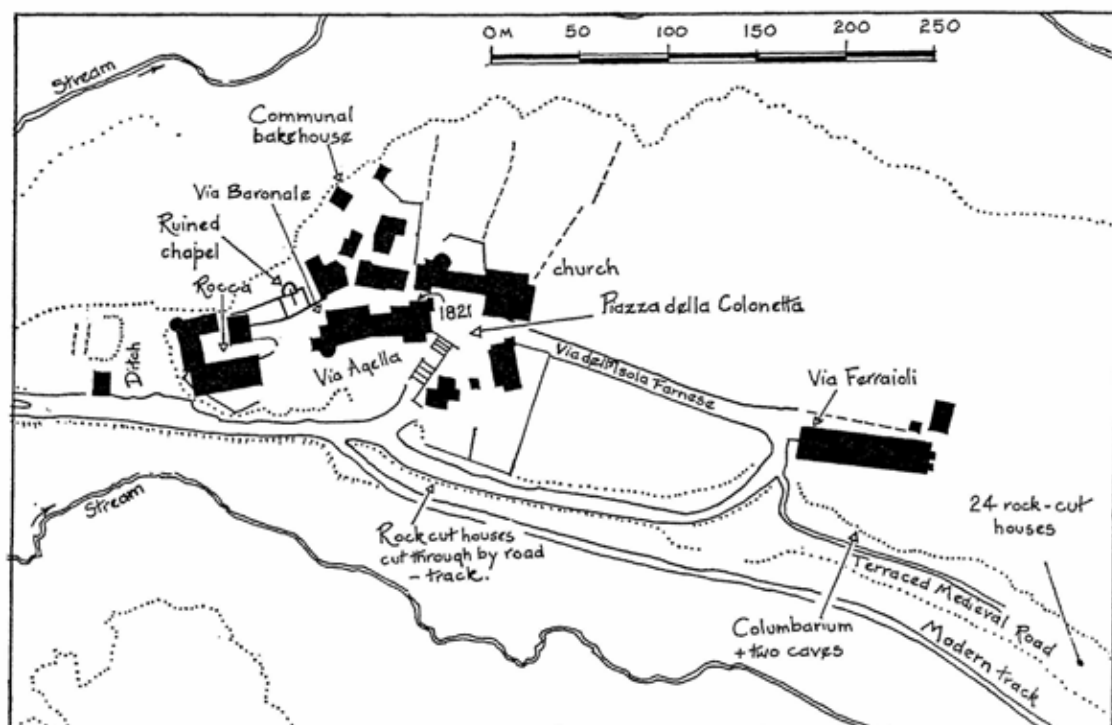 0M 50 100 150 200 250
Stream
Communal
bakehouse
Via Baronale
Ruined
chapel
Rocca
church
1821
Piazza della Colonetta
Ditch
Via Agella
Via dell'Isola Farnese
Via Ferraioli
Stream
Rock cut houses
cut through by road
-track.
24 rock-cut
houses
Columbarium
+ two caves
Terraced Medieval Road
Modern track